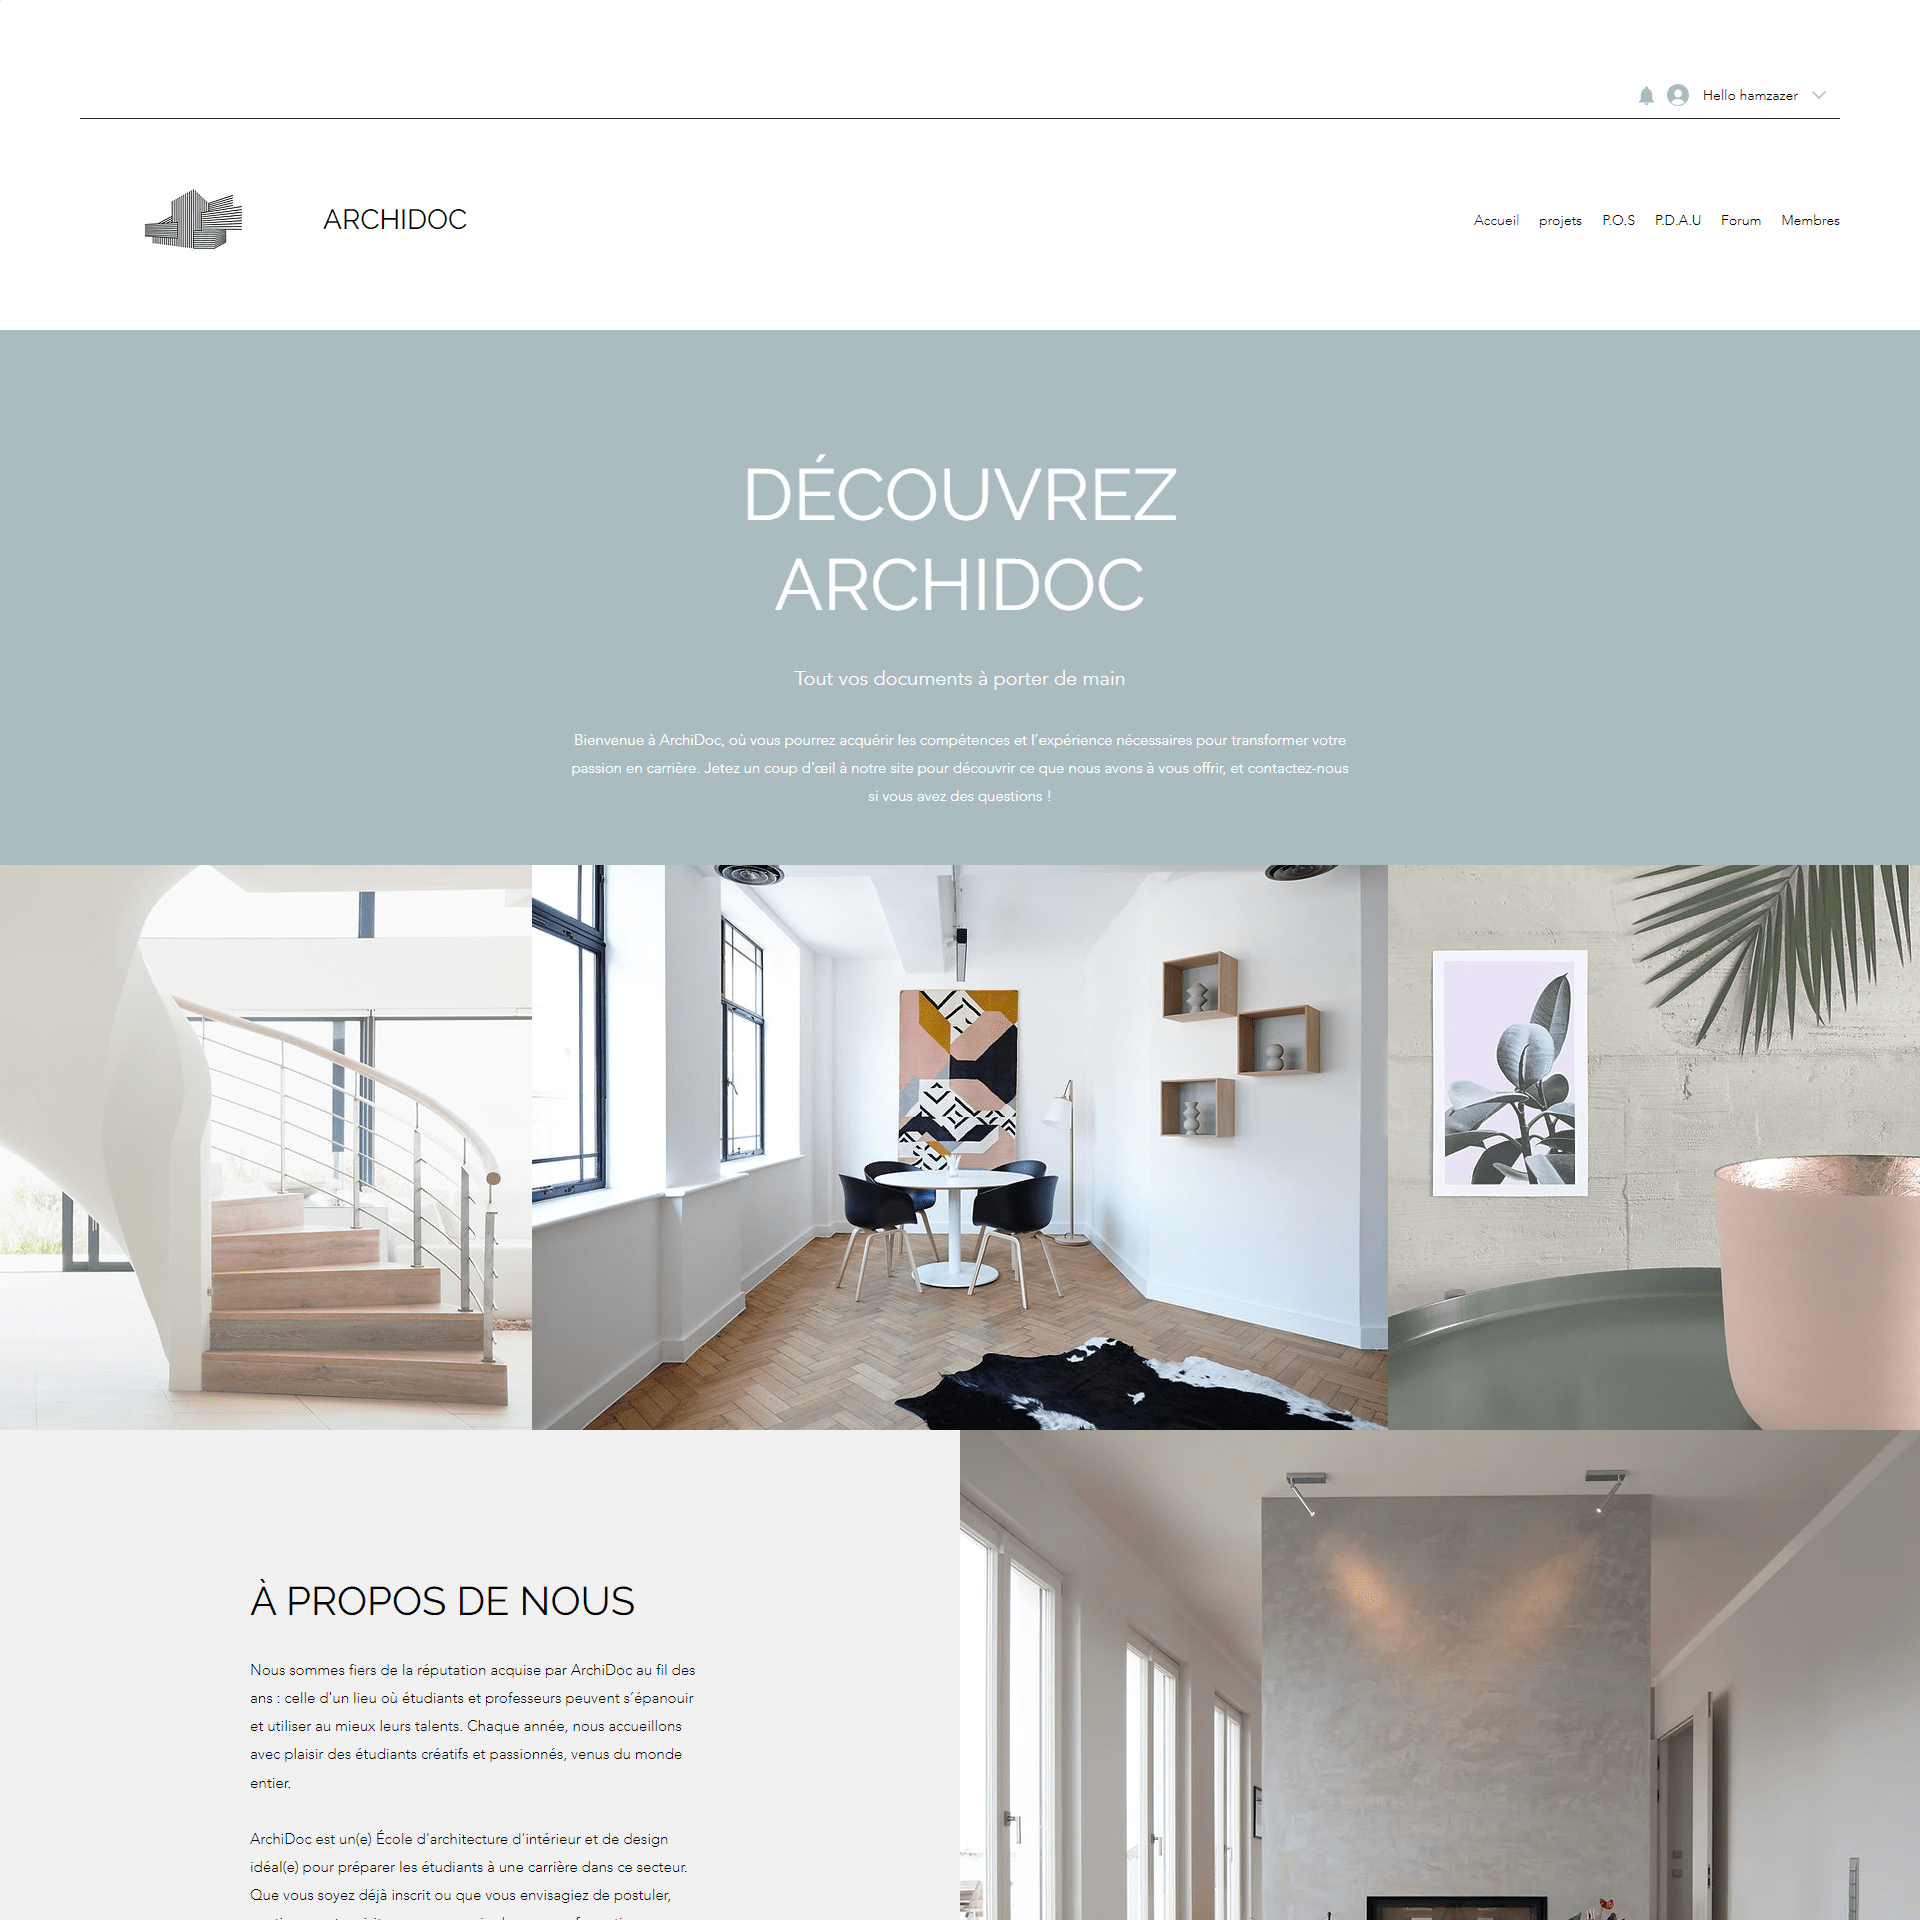 Hello hamzazer
ARCHIDOC
Accueil projets P.O.S P.D.A.U Forum Membres
DÉCOUVREZ
ARCHIDOC
Tout vos documents à porter de main
Bienvenue à ArchiDoc, où vous pourrez acquérir les compétences et l’expérience nécessaires pour transformer votre
passion en carrière. Jetez un coup d'œil à notre site pour découvrir ce que nous avons à vous offrir, et contactez-nous
si vous avez des questions !
À PROPOS DE NOUS
Nous sommes fiers de la réputation acquise par ArchiDoc au fil des
ans : celle d'un lieu où étudiants et professeurs peuvent s’épanouir
et utiliser au mieux leurs talents. Chaque année, nous accueillons
avec plaisir des étudiants créatifs et passionnés, venus du monde
entier.
ArchiDoc est un(e) École d'architecture d'intérieur et de design
idéal(e) pour préparer les étudiants à une carrière dans ce secteur.
Que vous soyez déjà inscrit ou que vous envisagiez de postuler,